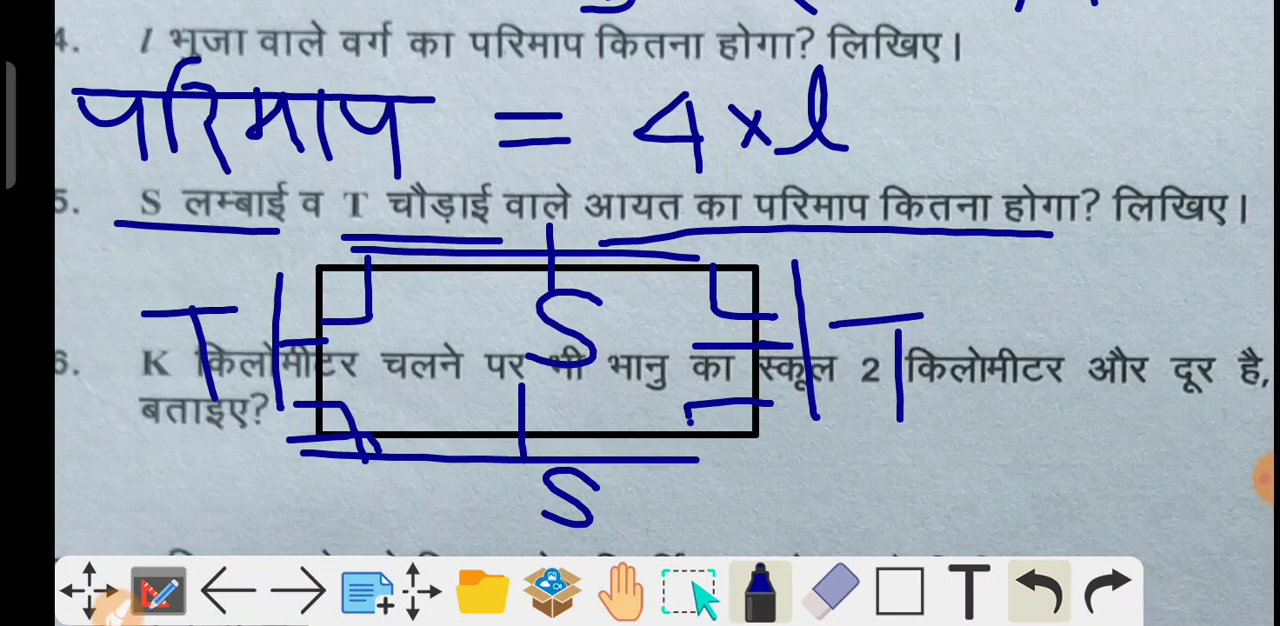 4. l भुजा वाले वर्ग का परिमाप कितना होगा? लिखिए।
परिमाप = 4 × l
5. S लम्बाई व T चौड़ाई वाले आयत का परिमाप कितना होगा? लिखिए।
S
T T
6. K किलोमीटर चलने पर भी भानु का स्कूल 2 किलोमीटर और दूर है,
बताइए?
S
T